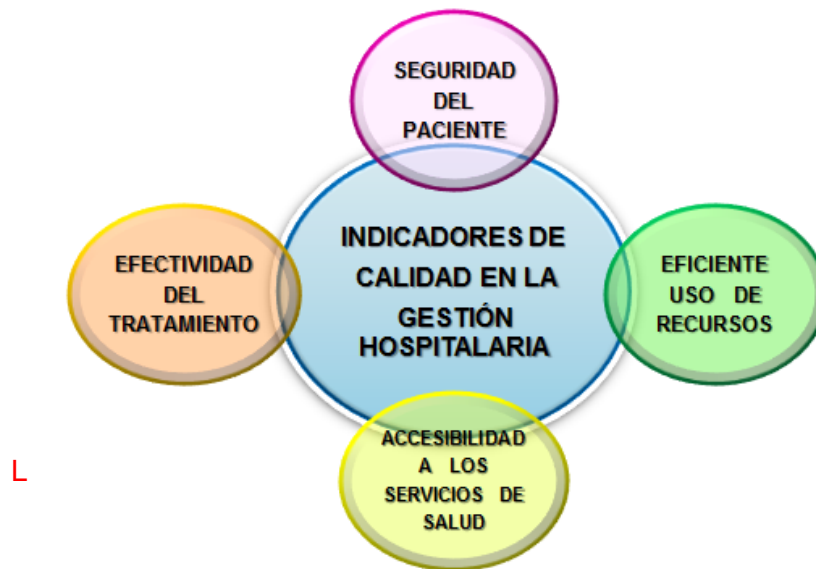 SEGURIDAD
DEL
PACIENTE
INDICADORES DE
CALIDAD EN LA
GESTIÓN
HOSPITALARIA
EFECTIVIDAD
DEL
TRATAMIENTO
EFICIENTE
USO DE
RECURSOS
ACCESIBILIDAD
A LOS
SERVICIOS DE
SALUD
L